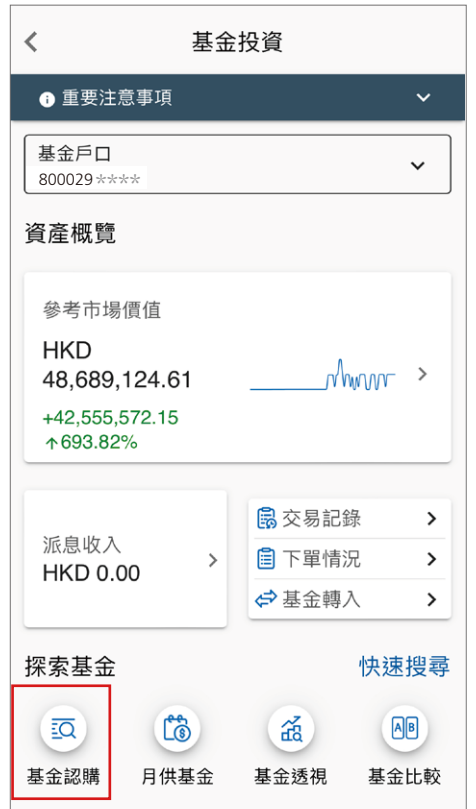 基金投資
重要注意事項
基金戶口
800029****
資產概覽
參考市場價值
HKD
48,689,124.61
+42,555,572.15
↑693.82%
派息收入
HKD 0.00
交易記錄
下單情況
基金轉入
探索基金 快速搜尋
A B
基金認購 月供基金 基金透視 基金比較